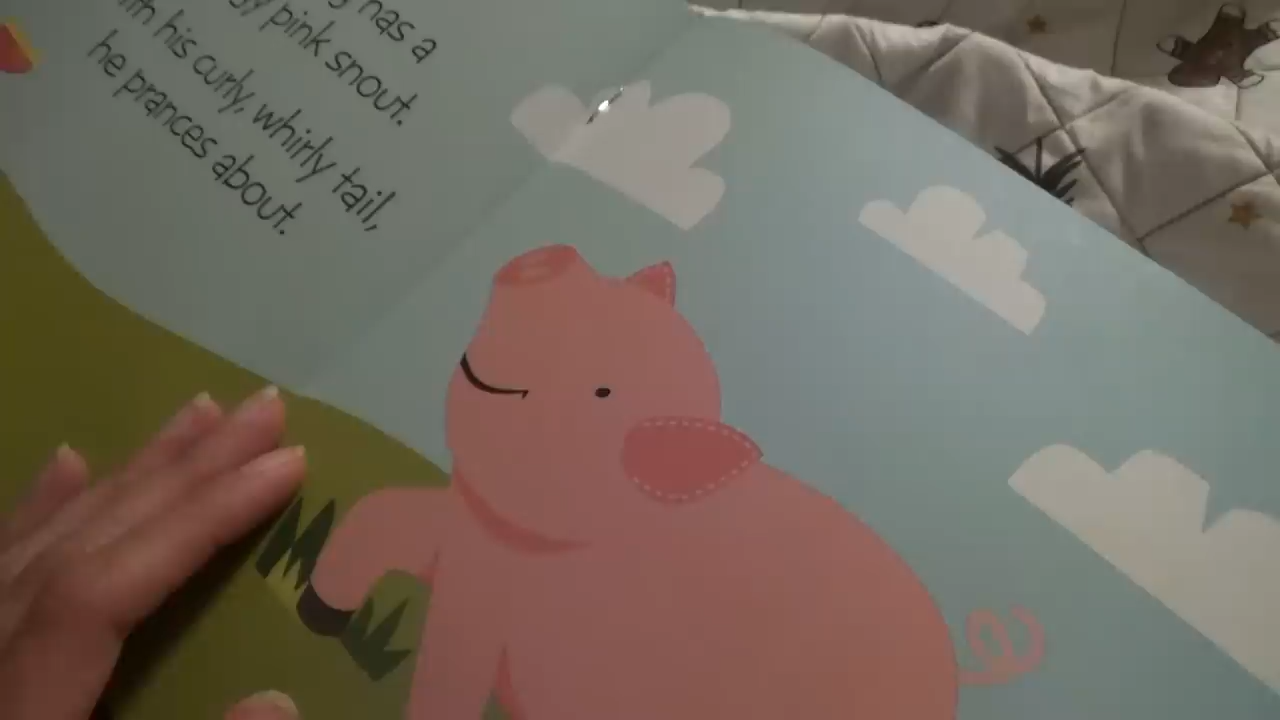 has a
pink snout.
his curly, whirly tail,
he prances about.